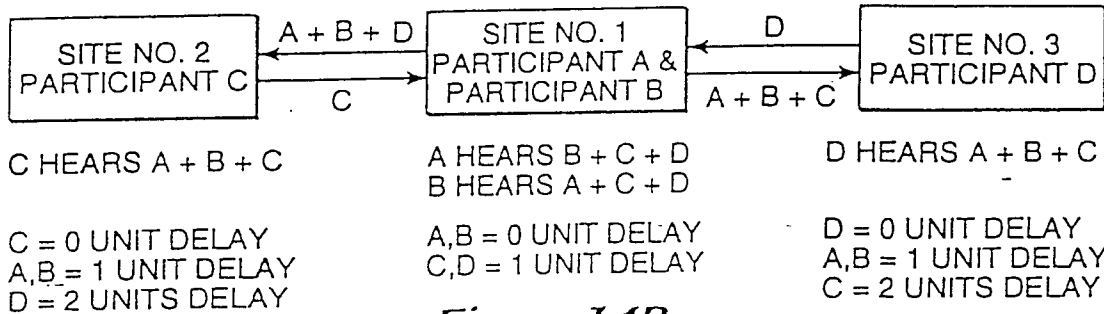 SITE NO. 2
PARTICIPANT C
A + B + D
C
SITE NO. 1
PARTICIPANT A &
PARTICIPANT B
D
A + B + C
SITE NO. 3
PARTICIPANT D
C HEARS A + B + C
C = 0 UNIT DELAY
A,B = 1 UNIT DELAY
D = 2 UNITS DELAY
A HEARS B + C + D
B HEARS A + C + D
A,B = 0 UNIT DELAY
C,D = 1 UNIT DELAY
D HEARS A + B + C
D = 0 UNIT DELAY
A,B = 1 UNIT DELAY
C = 2 UNITS DELAY